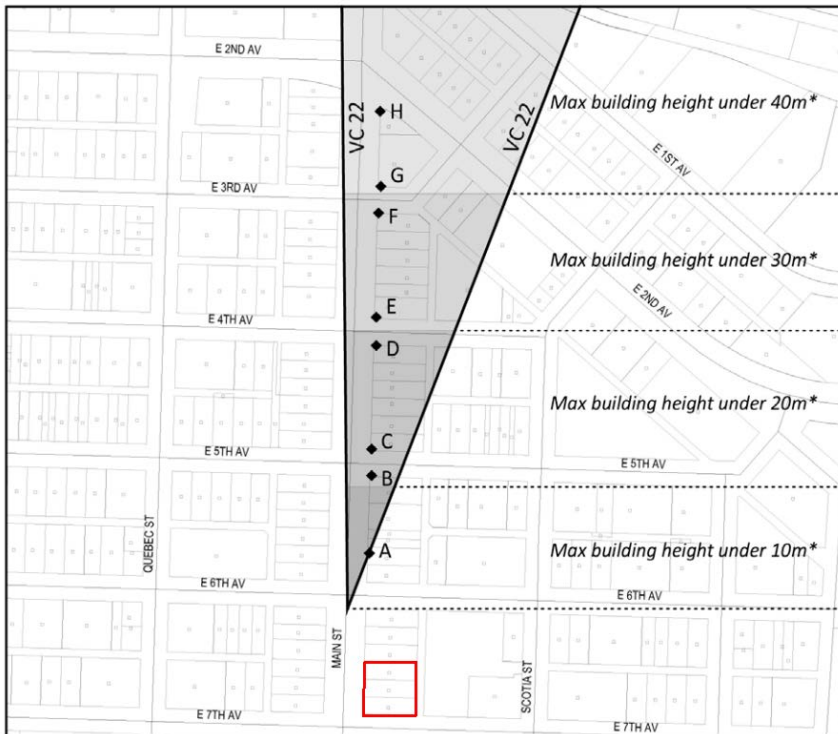 E 2ND AV
H
VC 22
VC 22
Max building height under 40m*
E 1ST AV
G
E 3RD AV
F
Max building height under 30m*
E 2ND AV
E
E 4TH AV
D
Max building height under 20m*
C
E 5TH AV
E 5TH AV
B
QUEBEC ST
A
Max building height under 10m*
E 6TH AV
E 6TH AV
MAIN ST
SCOTIA ST
E 7TH AV
E 7TH AV